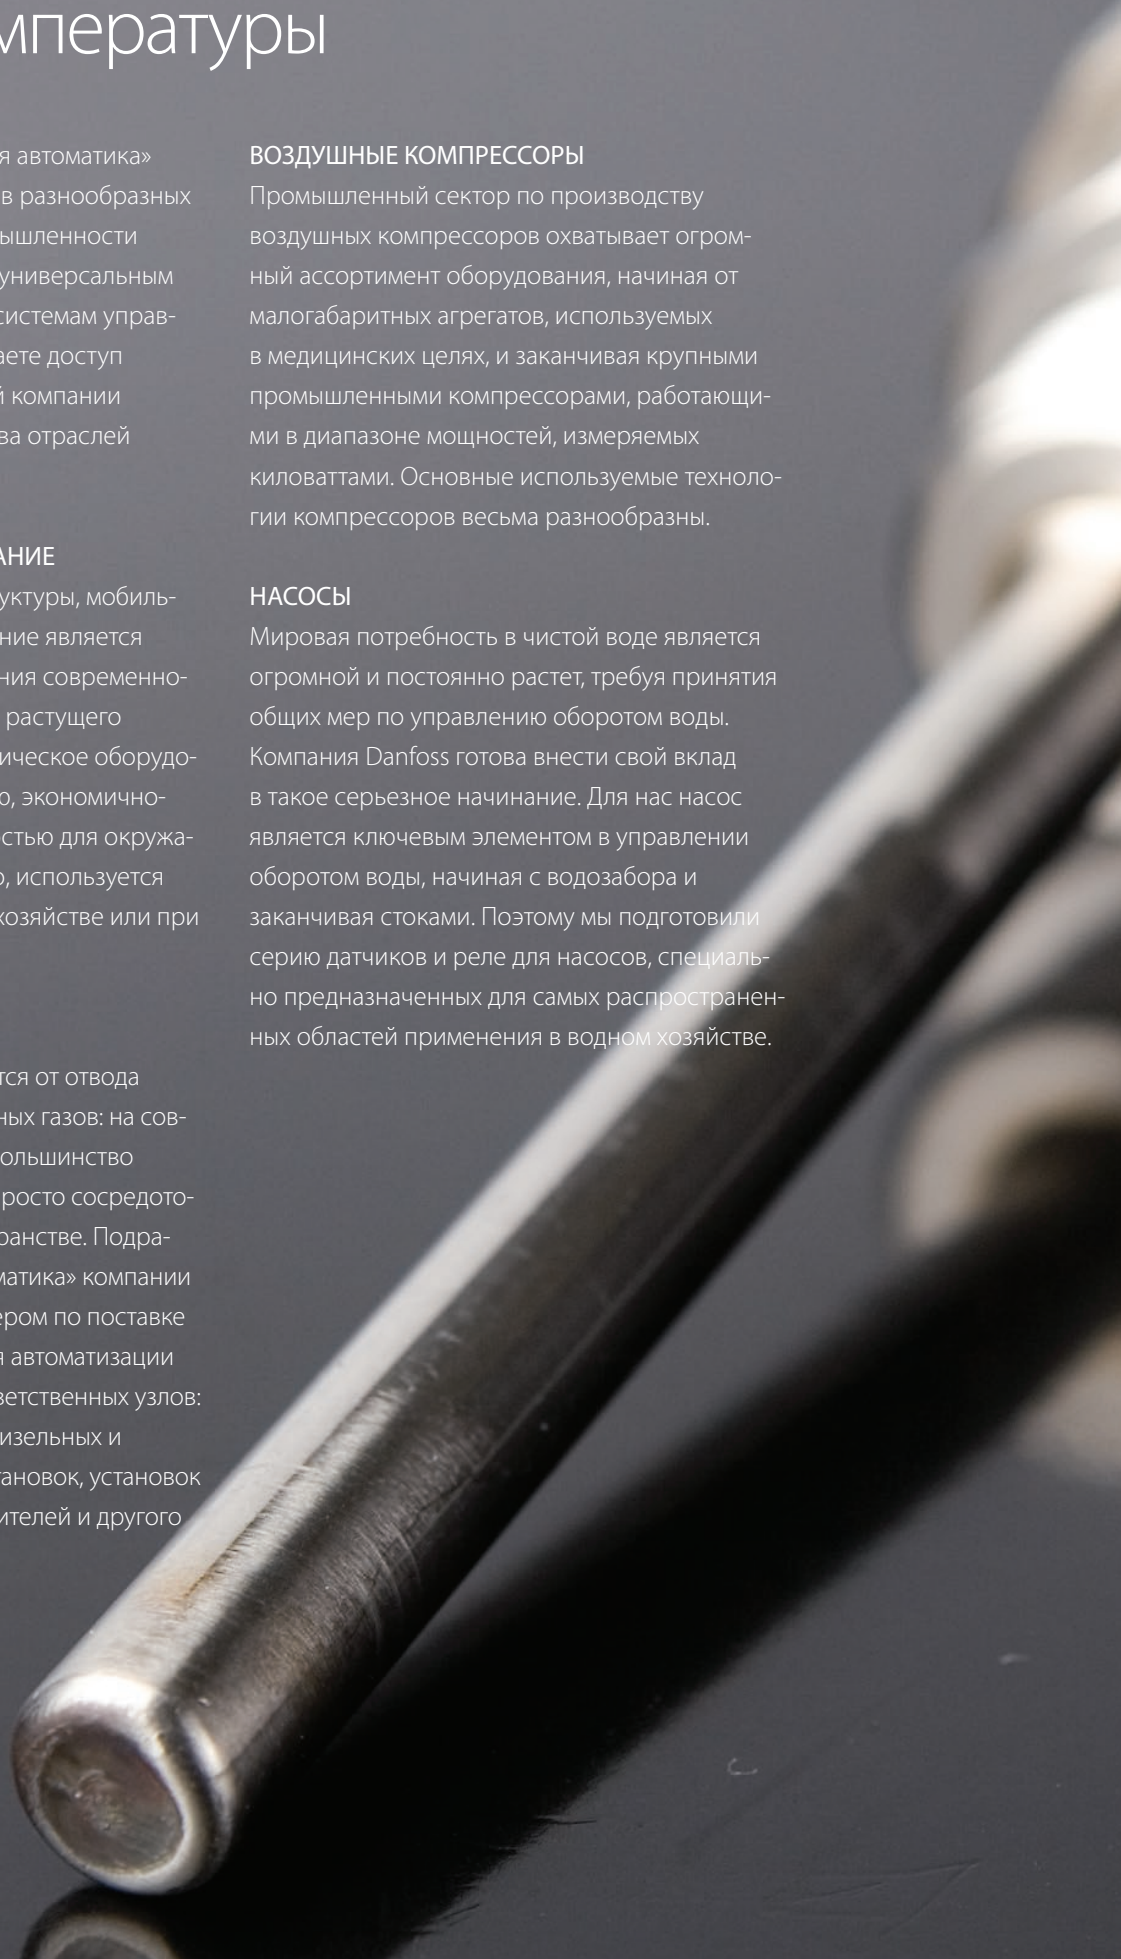 мпературы
я автоматика»
в разнообразных
ышленности
универсальным
системам управ-
аете доступ
й компании
ва отраслей
АНИЕ
уктуры, мобиль-
ние является
ния современно-
растущего
ическое оборудо-
ю, экономично-
стью для окружа-
о, используется
хозяйстве или при
тся от отвода
ных газов: на сов-
ольшинство
росто сосредото-
ранстве. Подра-
матика» компании
ером по поставке
я автоматизации
ветственных узлов:
изельных и
тановок, установок
ителей и другого
ВОЗДУШНЫЕ КОМПРЕССОРЫ
Промышленный сектор по производству
воздушных компрессоров охватывает огром-
ный ассортимент оборудования, начиная от
малогабаритных агрегатов, используемых
в медицинских целях, и заканчивая крупными
промышленными компрессорами, работающи-
ми в диапазоне мощностей, измеряемых
киловаттами. Основные используемые техноло-
гии компрессоров весьма разнообразны.
НАСОСЫ
Мировая потребность в чистой воде является
огромной и постоянно растет, требуя принятия
общих мер по управлению оборотом воды.
Компания Danfoss готова внести свой вклад
в такое серьезное начинание. Для нас насос
является ключевым элементом в управлении
оборотом воды, начиная с водозабора и
заканчивая стоками. Поэтому мы подготовили
серию датчиков и реле для насосов, специаль-
но предназначенных для самых распространен-
ных областей применения в водном хозяйстве.